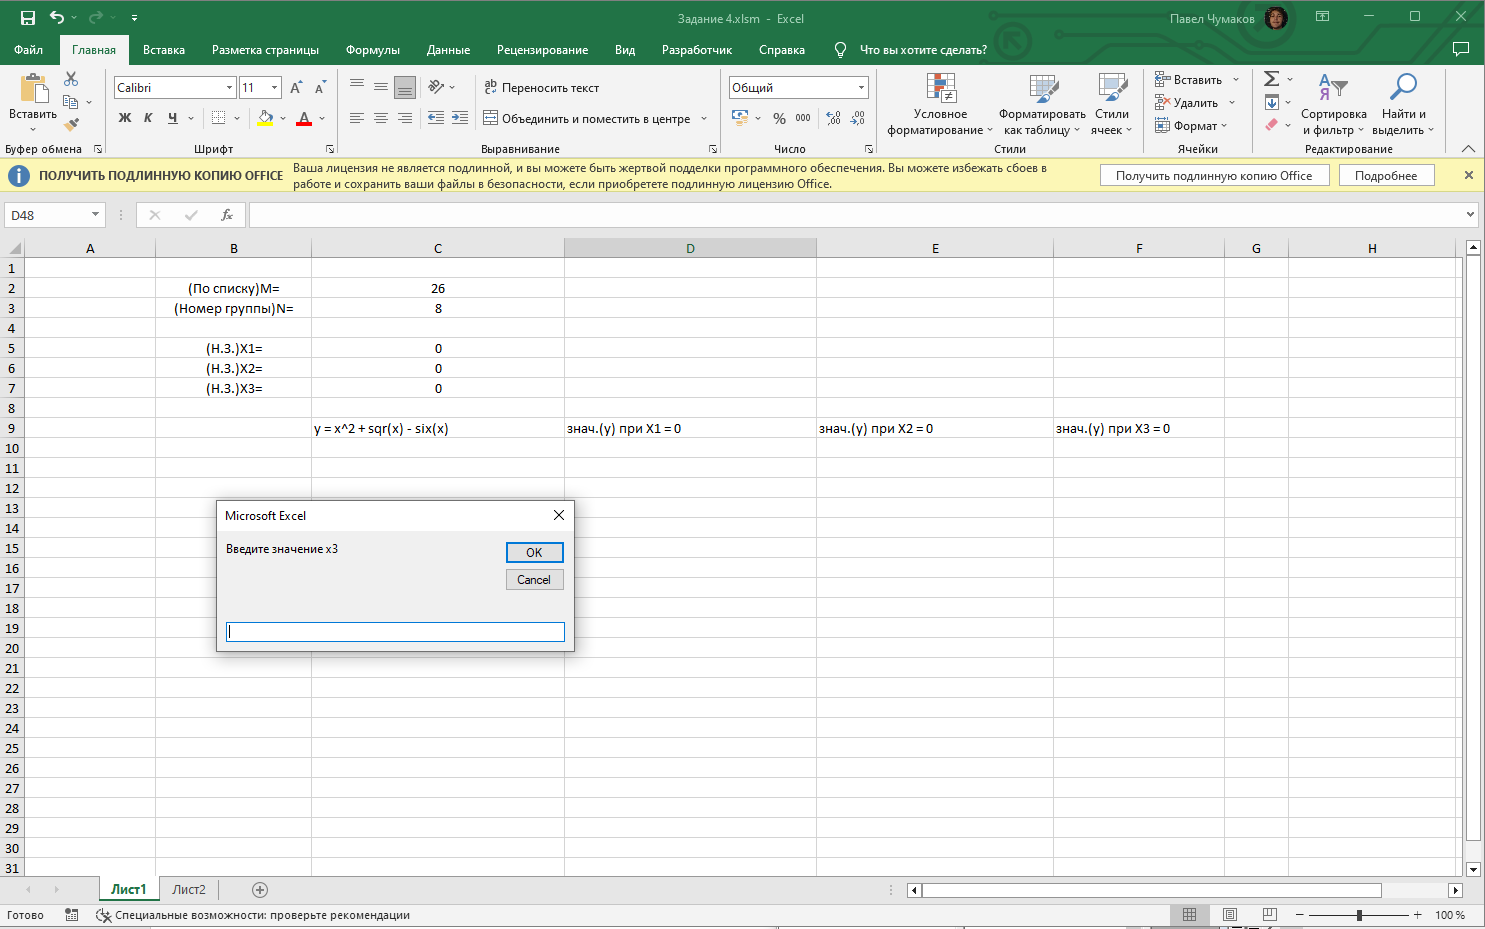 Задание 4.xlsm - Excel
Павел Чумаков
Файл Главная Вставка Разметка страницы Формулы Данные Рецензирование Вид Разработчик Справка Что вы хотите сделать?
Вставить
Буфер обмена
Calibri 11
Ж К Ч
Шрифт
Переносить текст
Объединить и поместить в центре
Выравнивание
Общий
% 000
Число
Условное форматирование
Форматировать как таблицу
Стили ячеек
Стили
Вставить
Удалить
Формат
Ячейки
Сортировка и фильтр
Найти и выделить
Редактирование
ПОЛУЧИТЬ ПОДЛИННУЮ КОПИЮ OFFICE
Ваша лицензия не является подлинной, и вы можете быть жертвой подделки программного обеспечения. Вы можете избежать сбоев в
работе и сохранить ваши файлы в безопасности, если приобретете подлинную лицензию Office.
Получить подлинную копию Office
Подробнее
D48
fx
A B C D E F G H
1
2 (По списку)M= 26
3 (Номер группы)N= 8
4
5 (Н.З.)X1= 0
6 (Н.З.)X2= 0
7 (Н.З.)X3= 0
8
9 y = x^2 + sqr(x) - six(x) знач.(y) при X1 = 0 знач.(y) при X2 = 0 знач.(y) при X3 = 0
10
11
12
13
14
15
16
17
18
19
20
21
22
23
24
25
26
27
28
29
30
31
Microsoft Excel
Введите значение x3
OK
Cancel
Лист1 Лист2
Готово
Специальные возможности: проверьте рекомендации
100 %